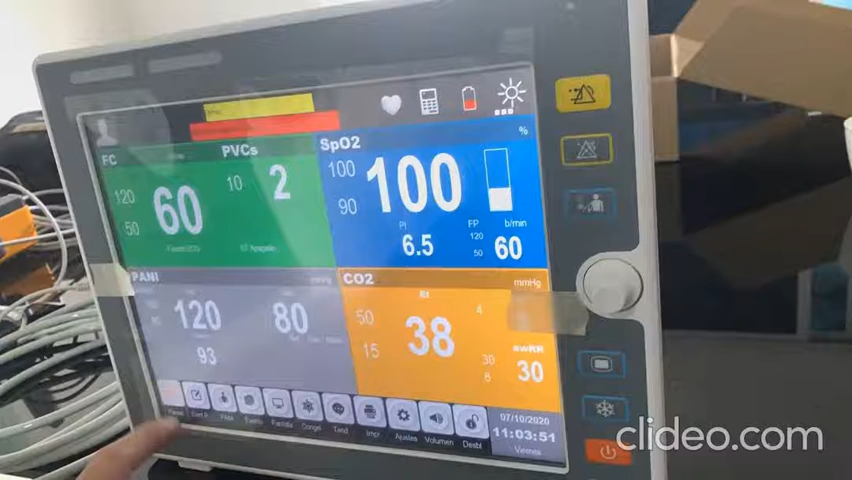 FC
PVCs
SpO2
%
120
50
60
10
2
100
90
100
PI
6.5
FP
120
50
b/min
60
PANI
120
80
93
CO2
mmHg
Et
50
15
38
4
awRR
30
8
30
Tend
Impr
Ajustes
Volumen
Desbl
07/10/2020
11:03:51
Viernes
clideo.com